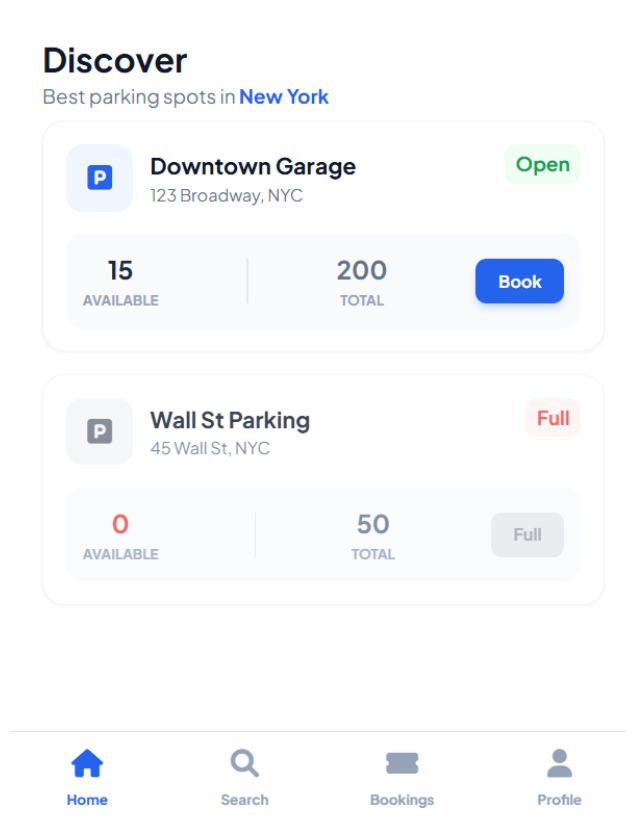 Discover
Best parking spots in New York
P
Downtown Garage
Open
123 Broadway, NYC
15
200
Book
AVAILABLE
TOTAL
P
Wall St Parking
Full
45 Wall St, NYC
0
50
Full
AVAILABLE
TOTAL
Home
Search
Bookings
Profile